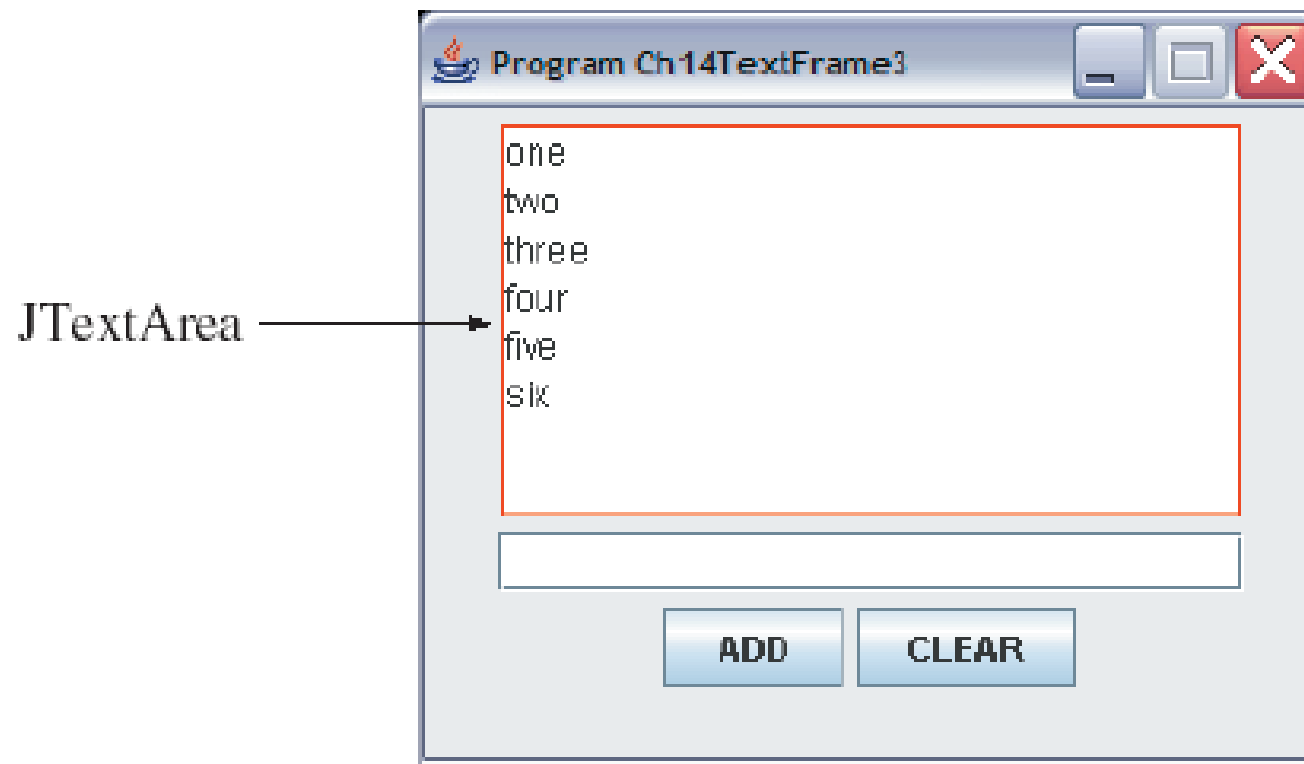 Program Ch14TextFrame3
one
two
three
four
five
six
JTextArea
ADD CLEAR